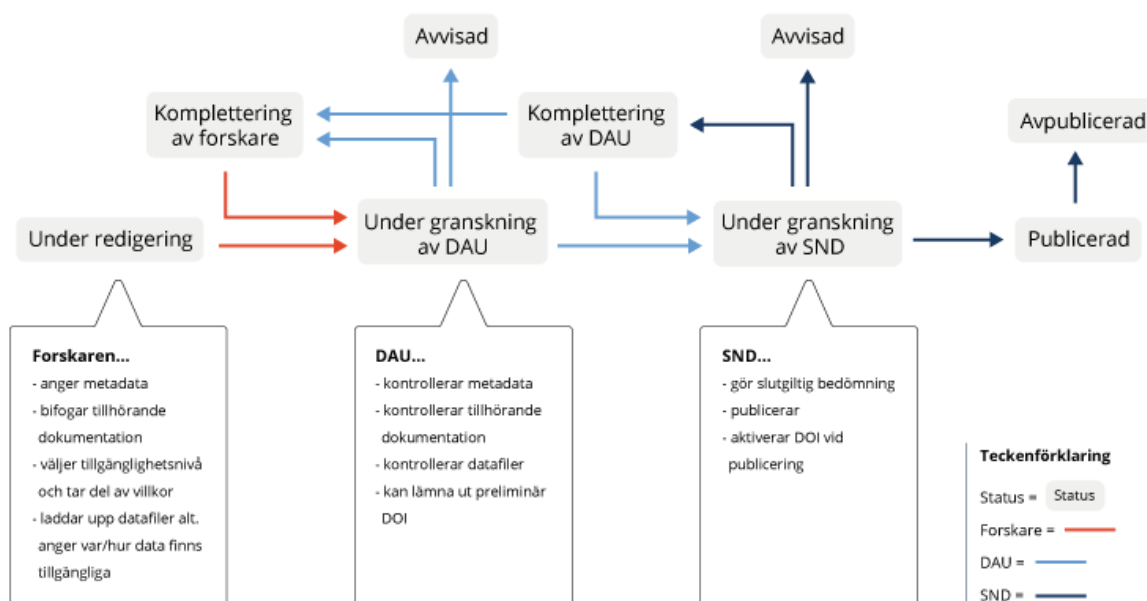 Avvisad
Avvisad
Komplettering
av forskare
Komplettering
av DAU
Avpublicerad
Under redigering
Under granskning
av DAU
Under granskning
av SND
Publicerad
Forskaren...
- anger metadata
- bifogar tillhörande
dokumentation
- väljer tillgänglighetsnivå
och tar del av villkor
- laddar upp datafiler alt.
anger var/hur data finns
tillgängliga
DAU...
- kontrollerar metadata
- kontrollerar tillhörande
dokumentation
- kontrollerar datafiler
- kan lämna ut preliminär
DOI
SND...
- gör slutgiltig bedömning
- publicerar
- aktiverar DOI vid
publicering
Teckenförklaring
Status = Status
Forskare =
DAU =
SND =